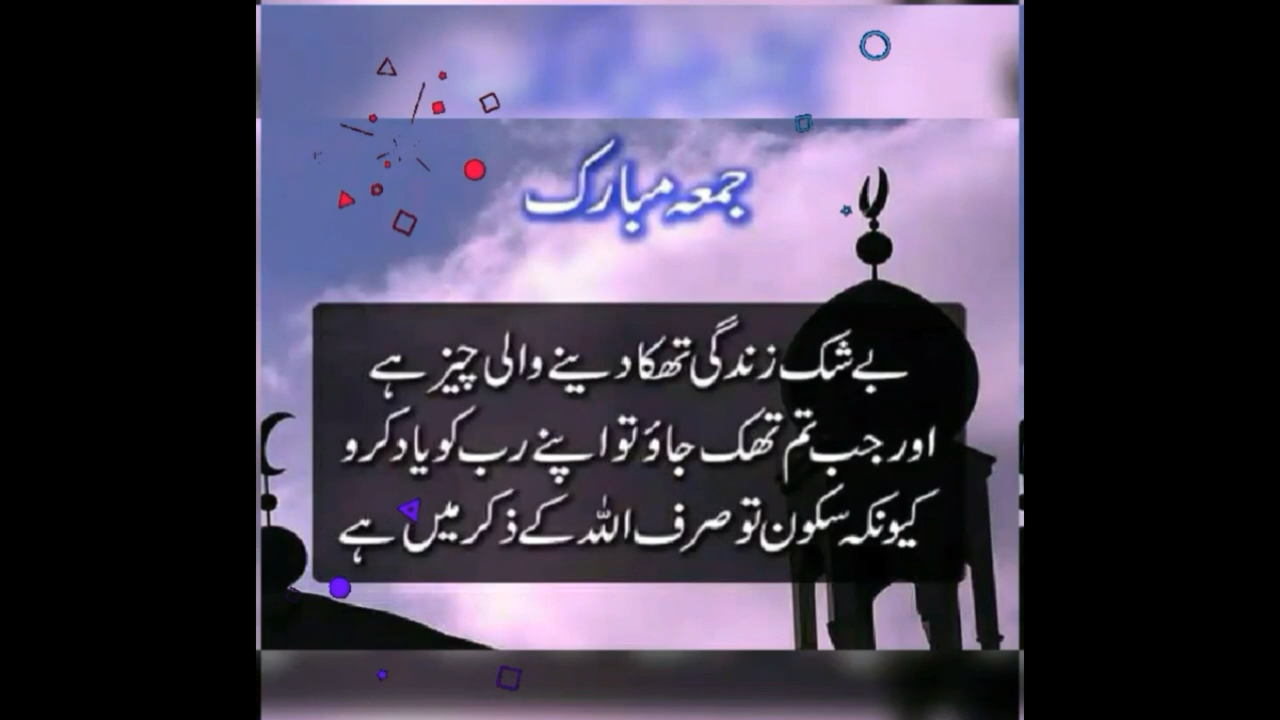 جمعہ مبارک
بے شک زندگی تھکا دینے والی چیز ہے
اور جب تم تھک جاؤ تو اپنے رب کو یاد کرو
کیونکہ سکون تو صرف اللہ کے ذکر میں ہے